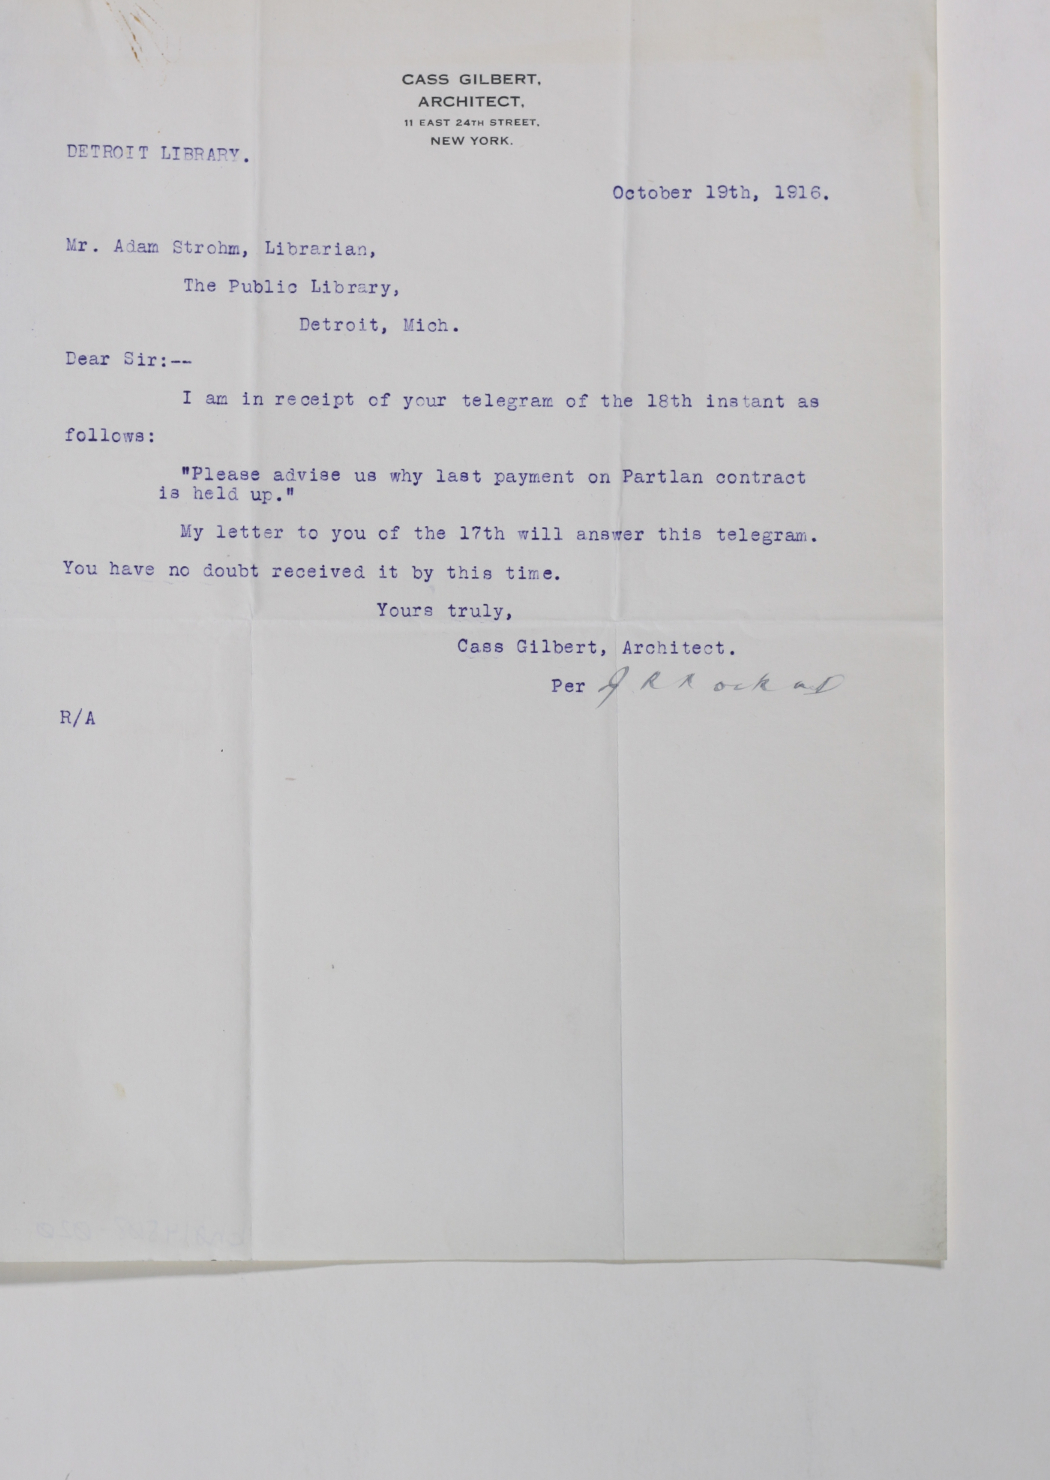 CASS GILBERT,
ARCHITECT,
11 EAST 24TH STREET,
NEW YORK.
DETROIT LIBRARY.
October 19th, 1916.
Mr. Adam Strohm, Librarian,
The Public Library,
Detroit, Mich.
Dear Sir:--
I am in receipt of your telegram of the 18th instant as
follows:
"Please advise us why last payment on Partlan contract
is held up."
My letter to you of the 17th will answer this telegram.
You have no doubt received it by this time.
Yours truly,
Cass Gilbert, Architect.
Per
R/A